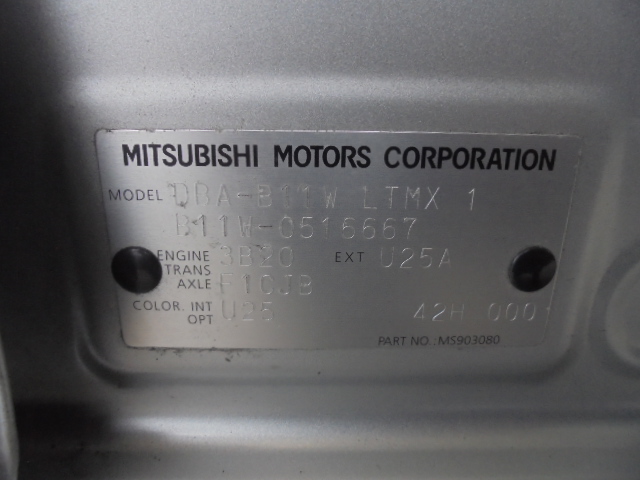 MITSUBISHI MOTORS CORPORATION
MODEL DBA-B11W LTMX 1
B11W-0516667
ENGINE 3B20 EXT U25A
TRANS
AXLE F1CJB
COLOR. INT
OPT U25 42H 0001
PART NO.:MS903080